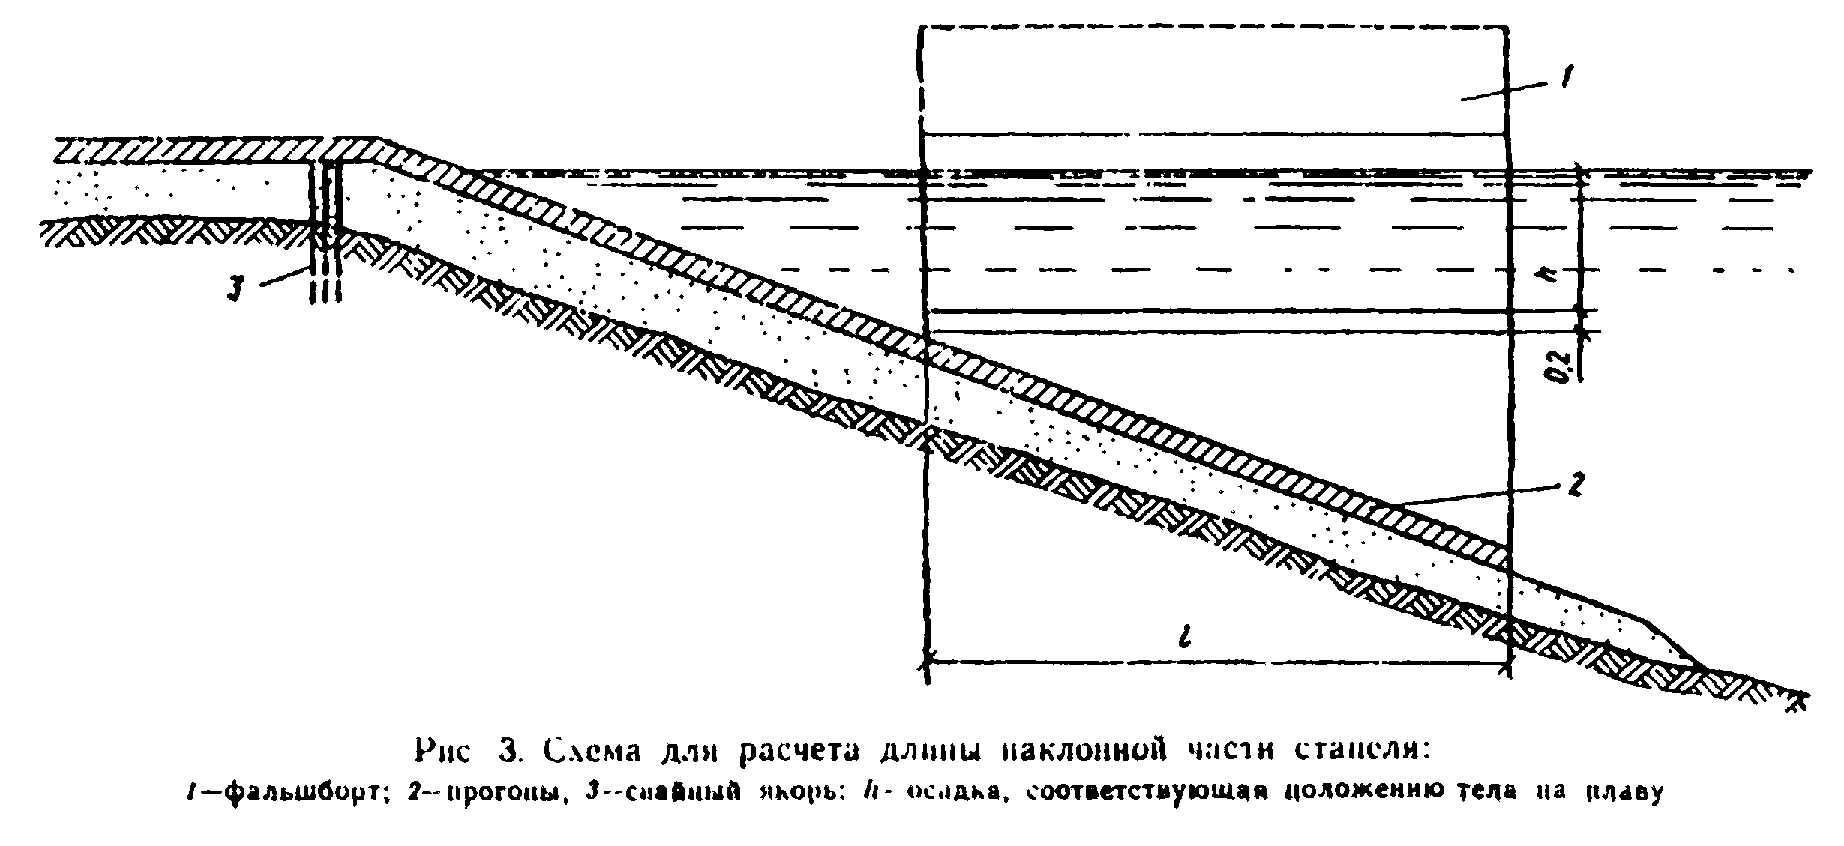 1
h
3
0,2
2
l
Рис 3. Схема для расчета длины наклонной части стапеля:
1—фальшборт; 2—прогоны, 3—свайный якорь; h- осадка, соответствующая положению тела на плаву